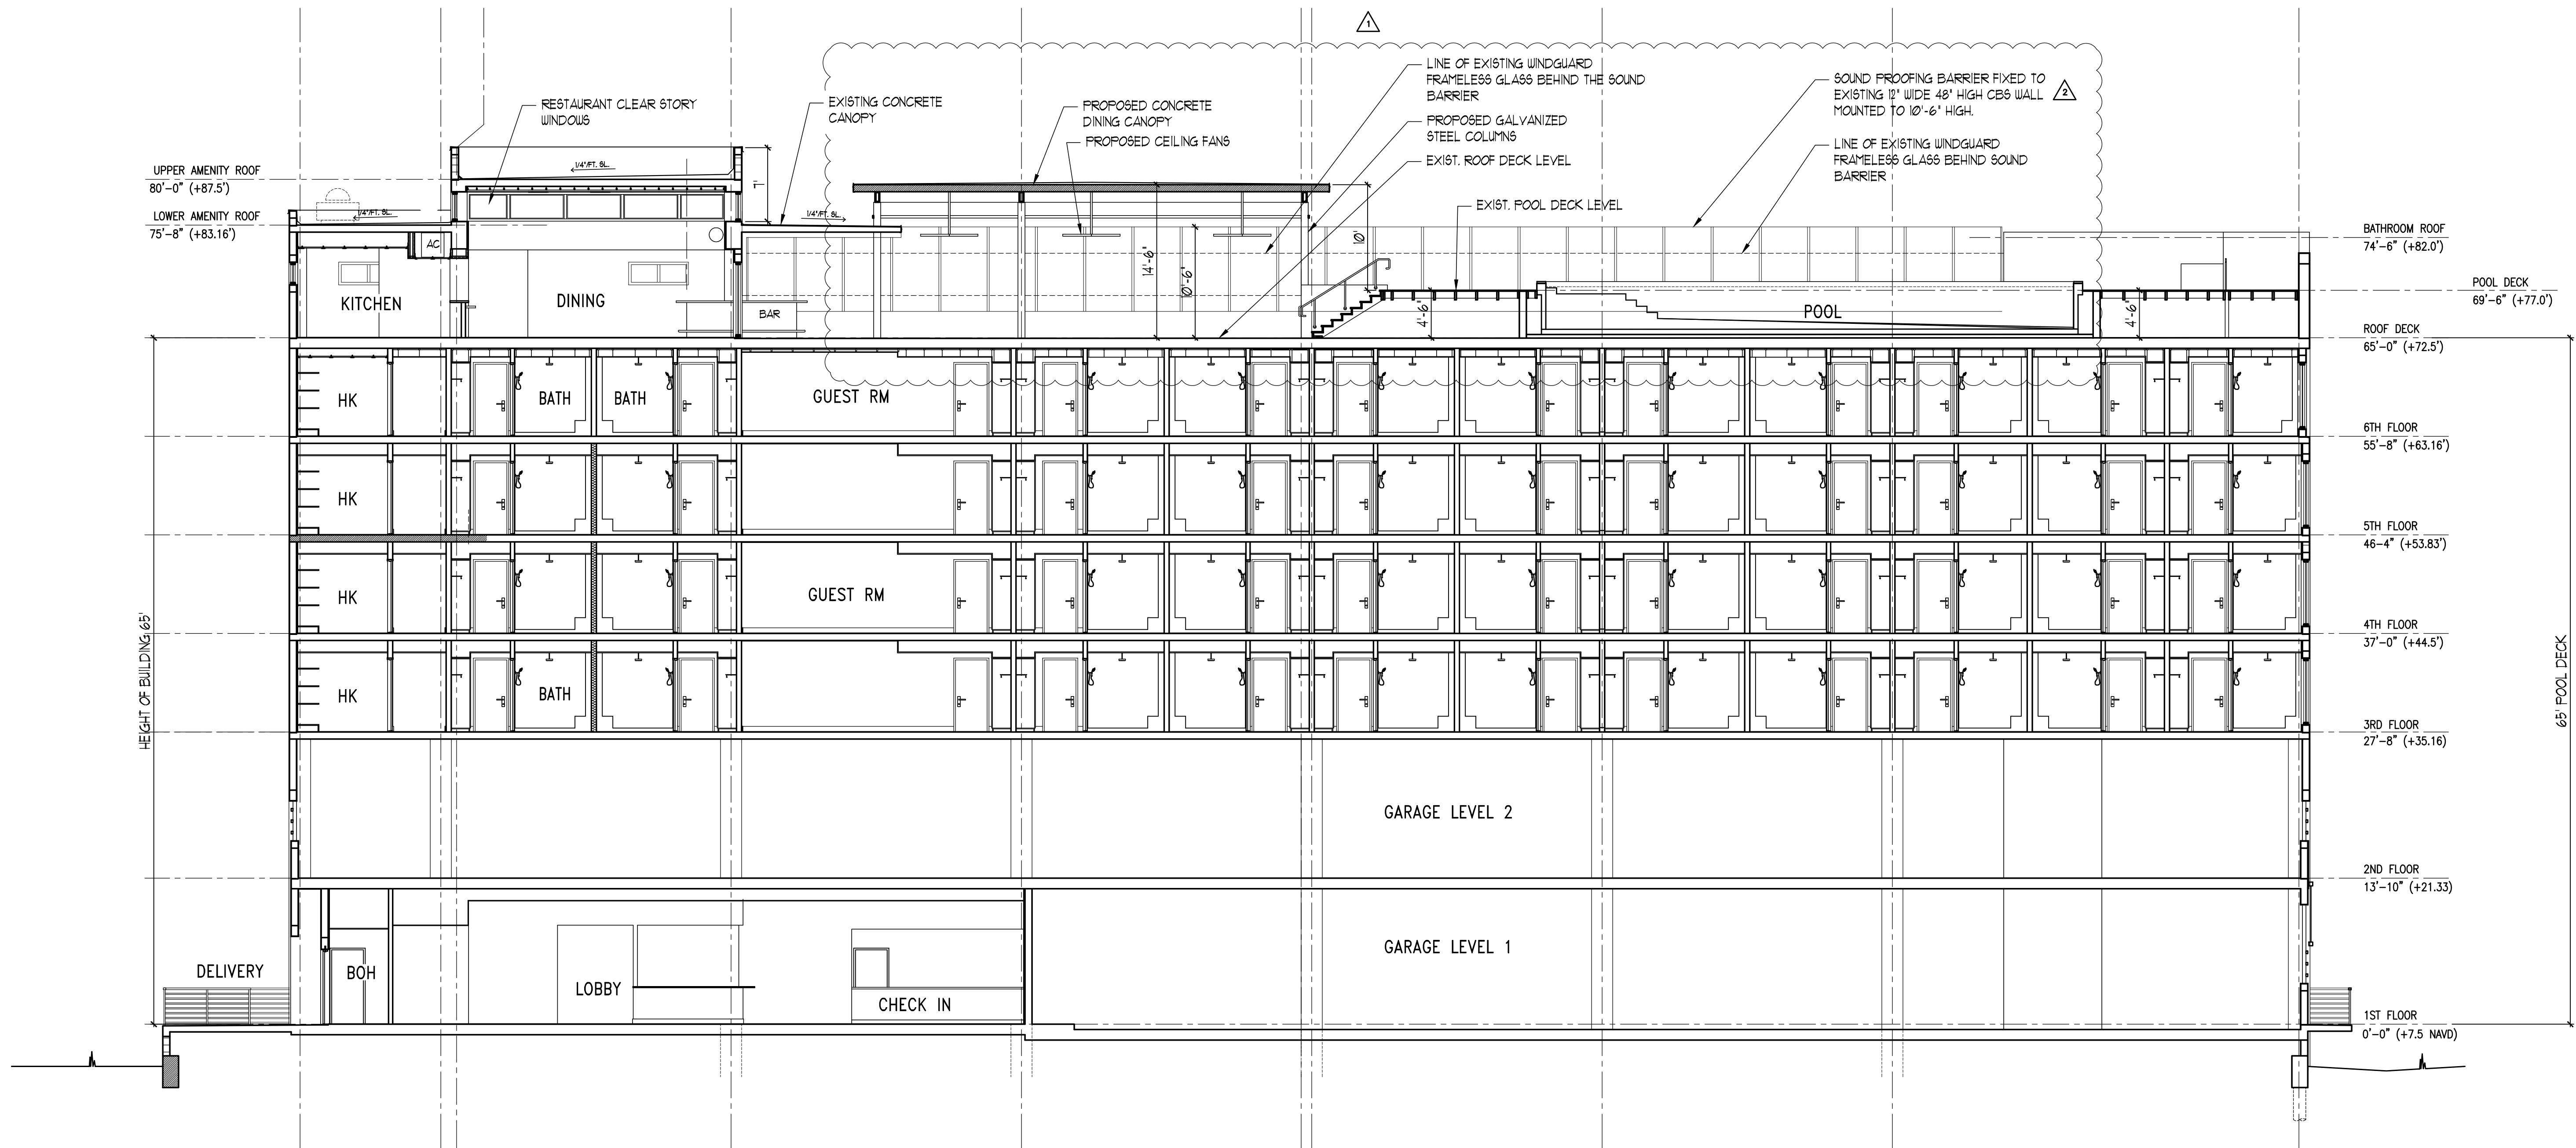 1
LINE OF EXISTING WINDGUARD
FRAMELESS GLASS BEHIND THE SOUND
BARRIER
SOUND PROOFING BARRIER FIXED TO
EXISTING 12" WIDE 48" HIGH CBS WALL
MOUNTED TO 10'-6" HIGH.
2
RESTAURANT CLEAR STORY
WINDOWS
EXISTING CONCRETE
CANOPY
PROPOSED CONCRETE
DINING CANOPY
PROPOSED CEILING FANS
PROPOSED GALVANIZED
STEEL COLUMNS
EXIST. ROOF DECK LEVEL
LINE OF EXISTING WINDGUARD
FRAMELESS GLASS BEHIND SOUND
BARRIER
EXIST. POOL DECK LEVEL
UPPER AMENITY ROOF
80'-0" (+87.5')
LOWER AMENITY ROOF
75'-8" (+83.16')
1/4"/FT. SL.
1/4"/FT. SL.
1/4"/FT. SL.
7'
AC
KITCHEN
DINING
BAR
14'-6"
10'-6"
10'
4'-6"
POOL
4'-6"
BATHROOM ROOF
74'-6" (+82.0')
POOL DECK
69'-6" (+77.0')
ROOF DECK
65'-0" (+72.5')
HK
BATH
BATH
GUEST RM
6TH FLOOR
55'-8" (+63.16')
HK
5TH FLOOR
46-4" (+53.83')
HK
GUEST RM
4TH FLOOR
37'-0" (+44.5')
HK
BATH
3RD FLOOR
27'-8" (+35.16)
HEIGHT OF BUILDING 65'
65' POOL DECK
GARAGE LEVEL 2
2ND FLOOR
13'-10" (+21.33)
GARAGE LEVEL 1
DELIVERY
BOH
LOBBY
CHECK IN
1ST FLOOR
0'-0" (+7.5 NAVD)